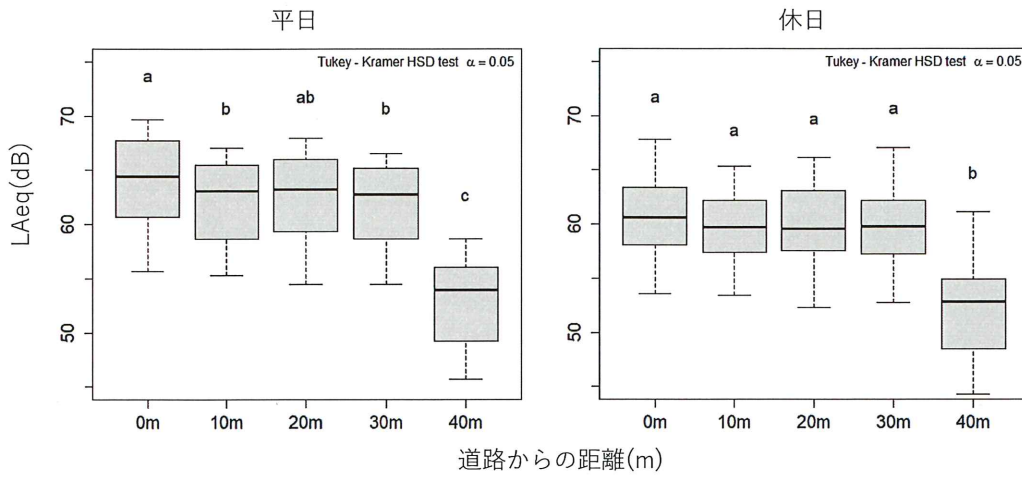 平日
休日
Tukey - Kramer HSD test α = 0.05
a
b
ab
b
c
70
60
50
LAeq(dB)
0m
10m
20m
30m
40m
Tukey - Kramer HSD test α = 0.05
a
a
a
a
b
70
60
50
0m
10m
20m
30m
40m
道路からの距離(m)